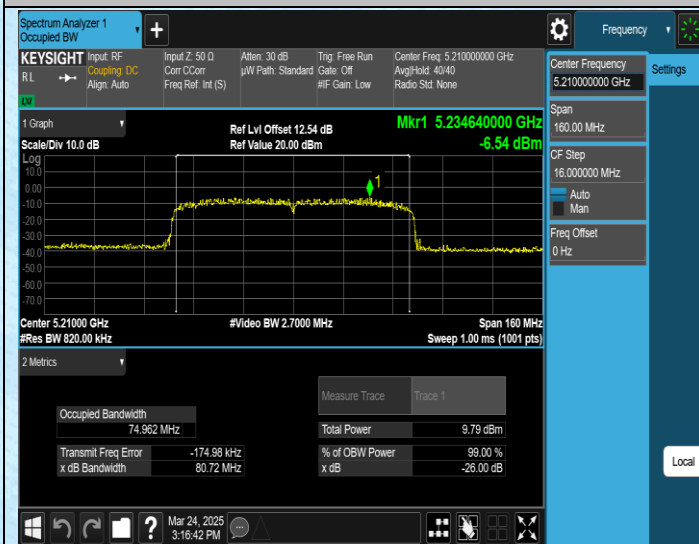 Spectrum Analyzer 1
Occupied BW
Frequency
KEYSIGHT
Input: RF
Coupling: DC
Align: Auto
Input Z: 50 Ω
Corr CCorr
Freq Ref: Int (S)
Atten: 30 dB
µW Path: Standard
Trig: Free Run
Gate: Off
#IF Gain: Low
Center Freq: 5.210000000 GHz
Avg|Hold: 40/40
Radio Std: None
R L
LM
Center Frequency
5.210000000 GHz
Settings
Span
160.00 MHz
CF Step
16.000000 MHz
Auto
Man
Freq Offset
0 Hz
1 Graph
Scale/Div 10.0 dB
Ref Lvl Offset 12.54 dB
Ref Value 20.00 dBm
Mkr1 5.234640000 GHz
-6.54 dBm
Log
10.0
0.00
-10.0
-20.0
-30.0
-40.0
-50.0
-60.0
-70.0
1
Center 5.21000 GHz
#Video BW 2.7000 MHz
Span 160 MHz
#Res BW 820.00 kHz
Sweep 1.00 ms (1001 pts)
2 Metrics
Measure Trace
Trace 1
Occupied Bandwidth
74.962 MHz
Total Power
9.79 dBm
Transmit Freq Error
-174.98 kHz
% of OBW Power
99.00 %
x dB Bandwidth
80.72 MHz
x dB
-26.00 dB
Local
Mar 24, 2025
3:16:42 PM